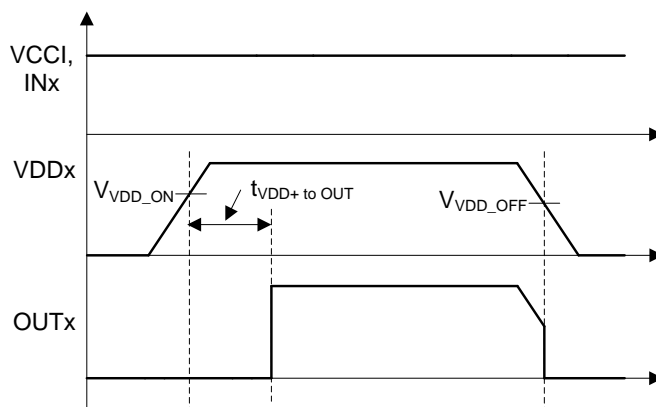 VCCI,
INx
VDDx
VVDD_ON
tVDD+ to OUT
VVDD_OFF
OUTx